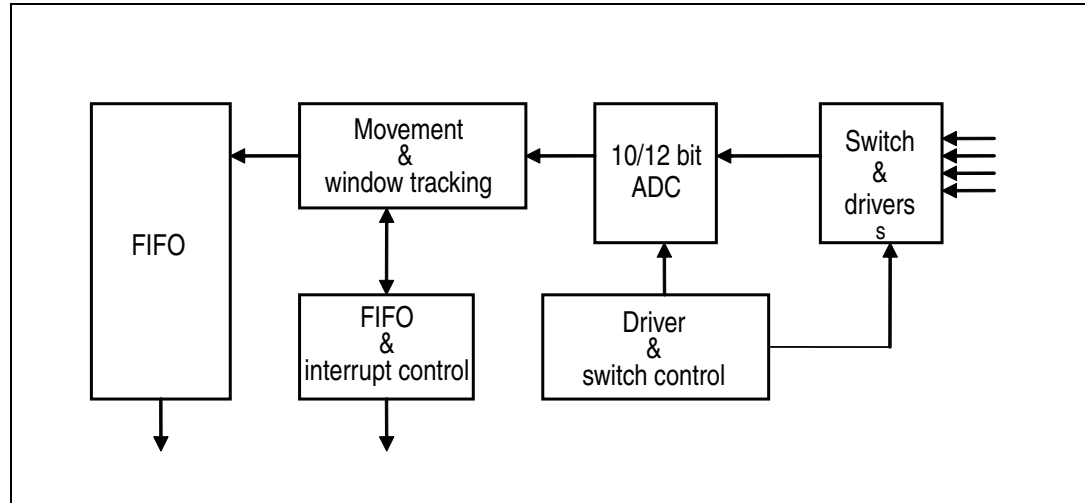 FIFO
Movement
&
window tracking
10/12 bit
ADC
Switch
&
drivers
s
FIFO
&
interrupt control
Driver
&
switch control